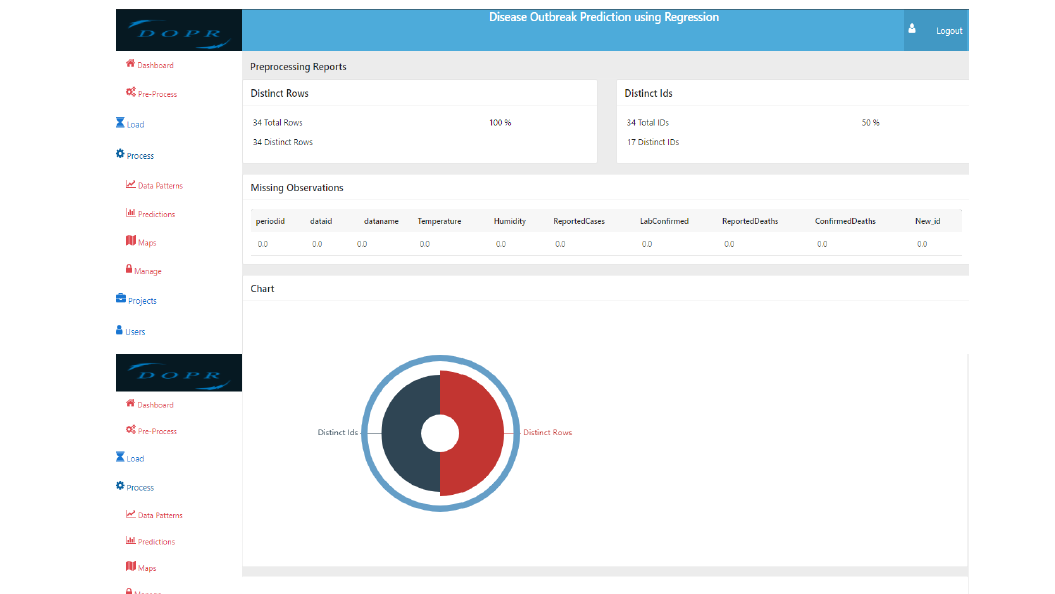 DOPR
Disease Outbreak Prediction using Regression
Logout
Dashboard
Pre-Process
Load
Process
Data Patterns
Predictions
Maps
Manage
Projects
Users
Preprocessing Reports
Distinct Rows
34 Total Rows 100 %
34 Distinct Rows
Distinct Ids
34 Total IDs 50 %
17 Distinct IDs
Missing Observations
periodid dataid dataname Temperature Humidity ReportedCases LabConfirmed ReportedDeaths ConfirmedDeaths New_id
0.0 0.0 0.0 0.0 0.0 0.0 0.0 0.0 0.0 0.0
Chart
Distinct Ids
Distinct Rows
DOPR
Dashboard
Pre-Process
Load
Process
Data Patterns
Predictions
Maps
Manage